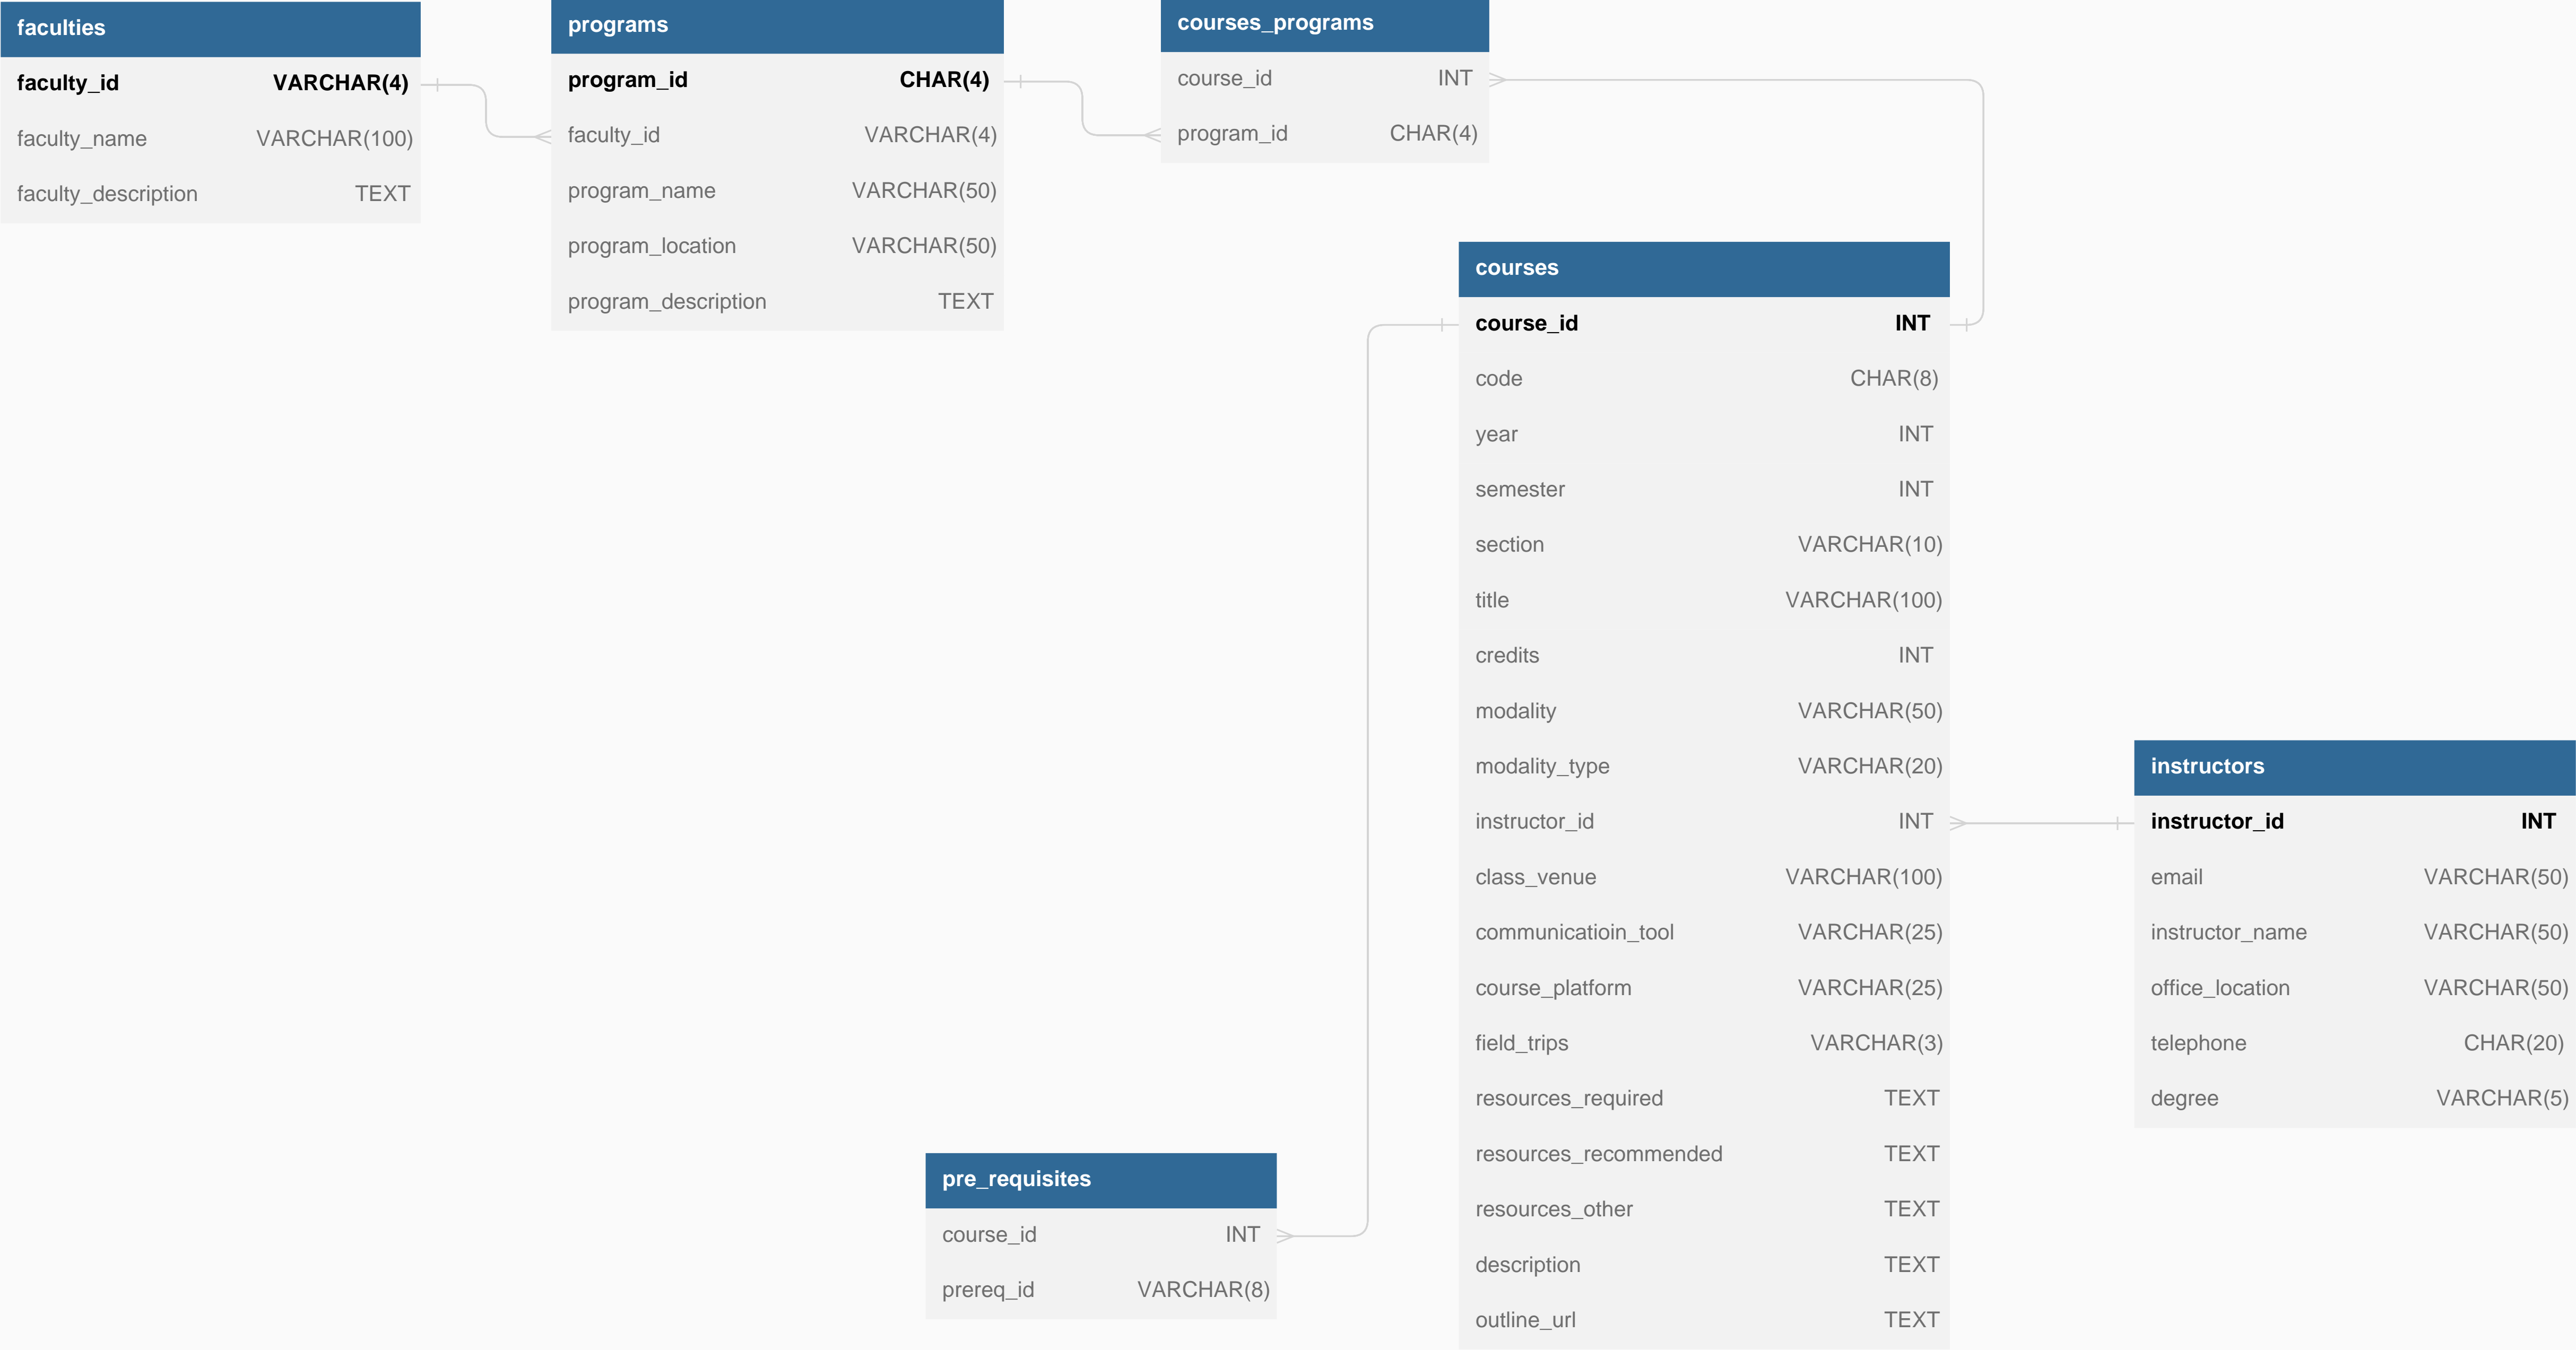 faculties
faculty_id VARCHAR(4)
faculty_name VARCHAR(100)
faculty_description TEXT
programs
program_id CHAR(4)
faculty_id VARCHAR(4)
program_name VARCHAR(50)
program_location VARCHAR(50)
program_description TEXT
courses_programs
course_id INT
program_id CHAR(4)
courses
course_id INT
code CHAR(8)
year INT
semester INT
section VARCHAR(10)
title VARCHAR(100)
credits INT
modality VARCHAR(50)
modality_type VARCHAR(20)
instructor_id INT
class_venue VARCHAR(100)
communicatioin_tool VARCHAR(25)
course_platform VARCHAR(25)
field_trips VARCHAR(3)
resources_required TEXT
resources_recommended TEXT
resources_other TEXT
description TEXT
outline_url TEXT
instructors
instructor_id INT
email VARCHAR(50)
instructor_name VARCHAR(50)
office_location VARCHAR(50)
telephone CHAR(20)
degree VARCHAR(5)
pre_requisites
course_id INT
prereq_id VARCHAR(8)